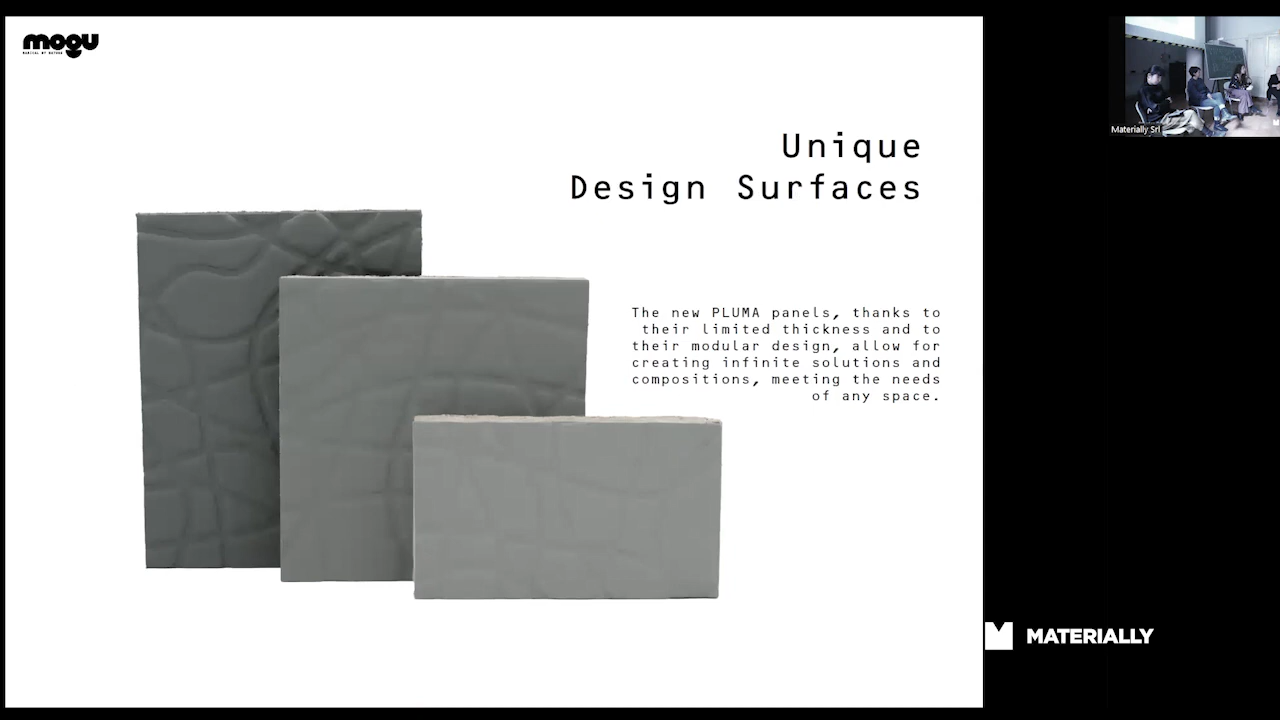 mogu
Unique
Design Surfaces
The new PLUMA panels, thanks to
their limited thickness and to
their modular design, allow for
creating infinite solutions and
compositions, meeting the needs
of any space.
Materially Srl
MATERIALLY